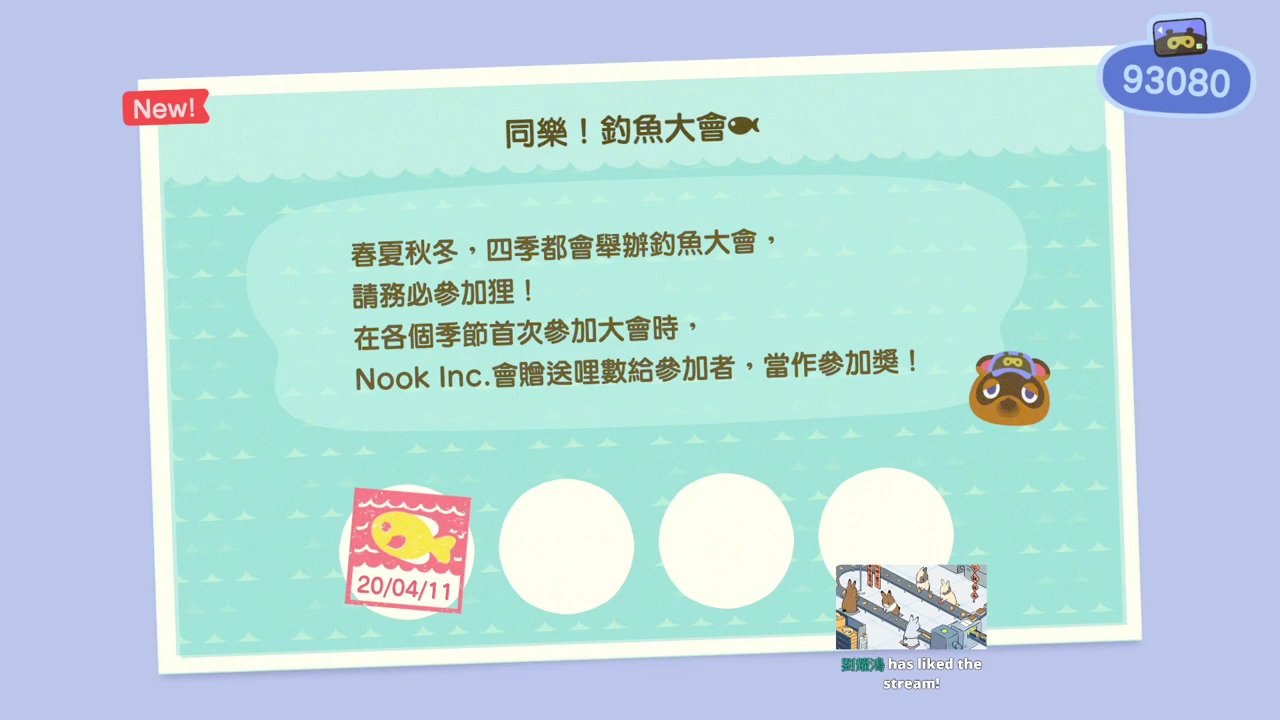 New!
93080
同樂！釣魚大會
春夏秋冬，四季都會舉辦釣魚大會，
請務必參加狸！
在各個季節首次參加大會時，
Nook Inc.會贈送哩數給參加者，當作參加獎！
20/04/11
劉耀鴻 has liked the
stream!